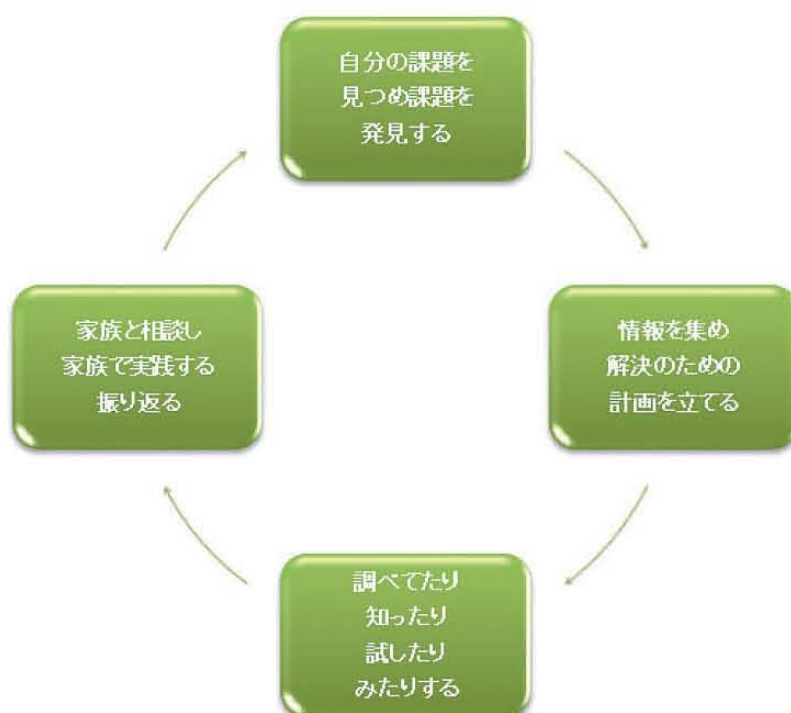 自分の課題を
見つめ課題を
発見する
情報を集め
解決のための
計画を立てる
調べてたり
知ったり
試したり
みたりする
家族と相談し
家族で実践する
振り返る